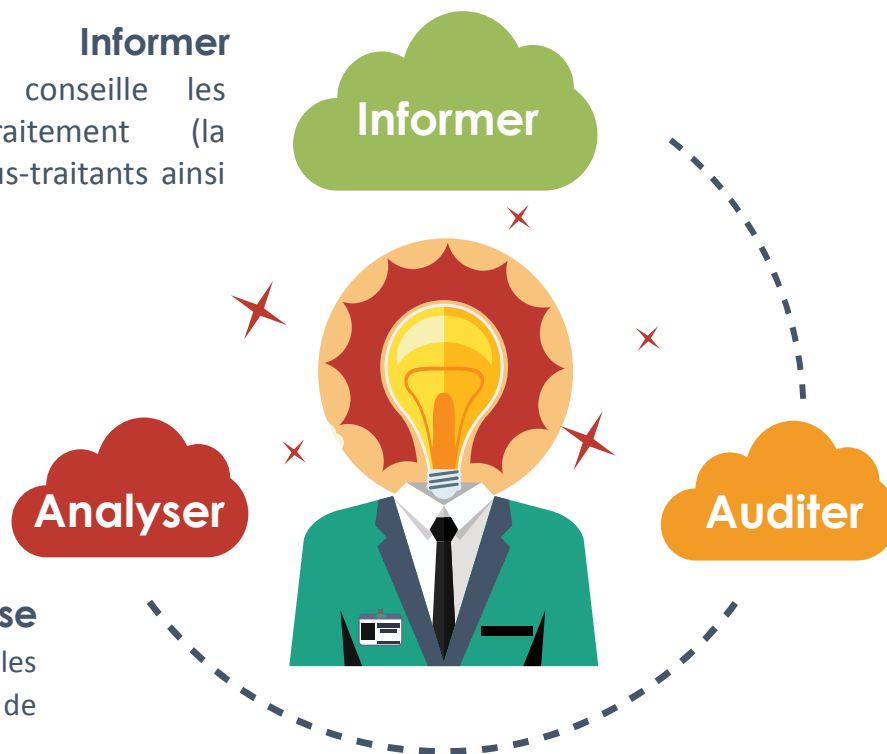 Informer
conseille les
raitement (la
us-traitants ainsi
Informer
Analyser
Auditer
se
les
de